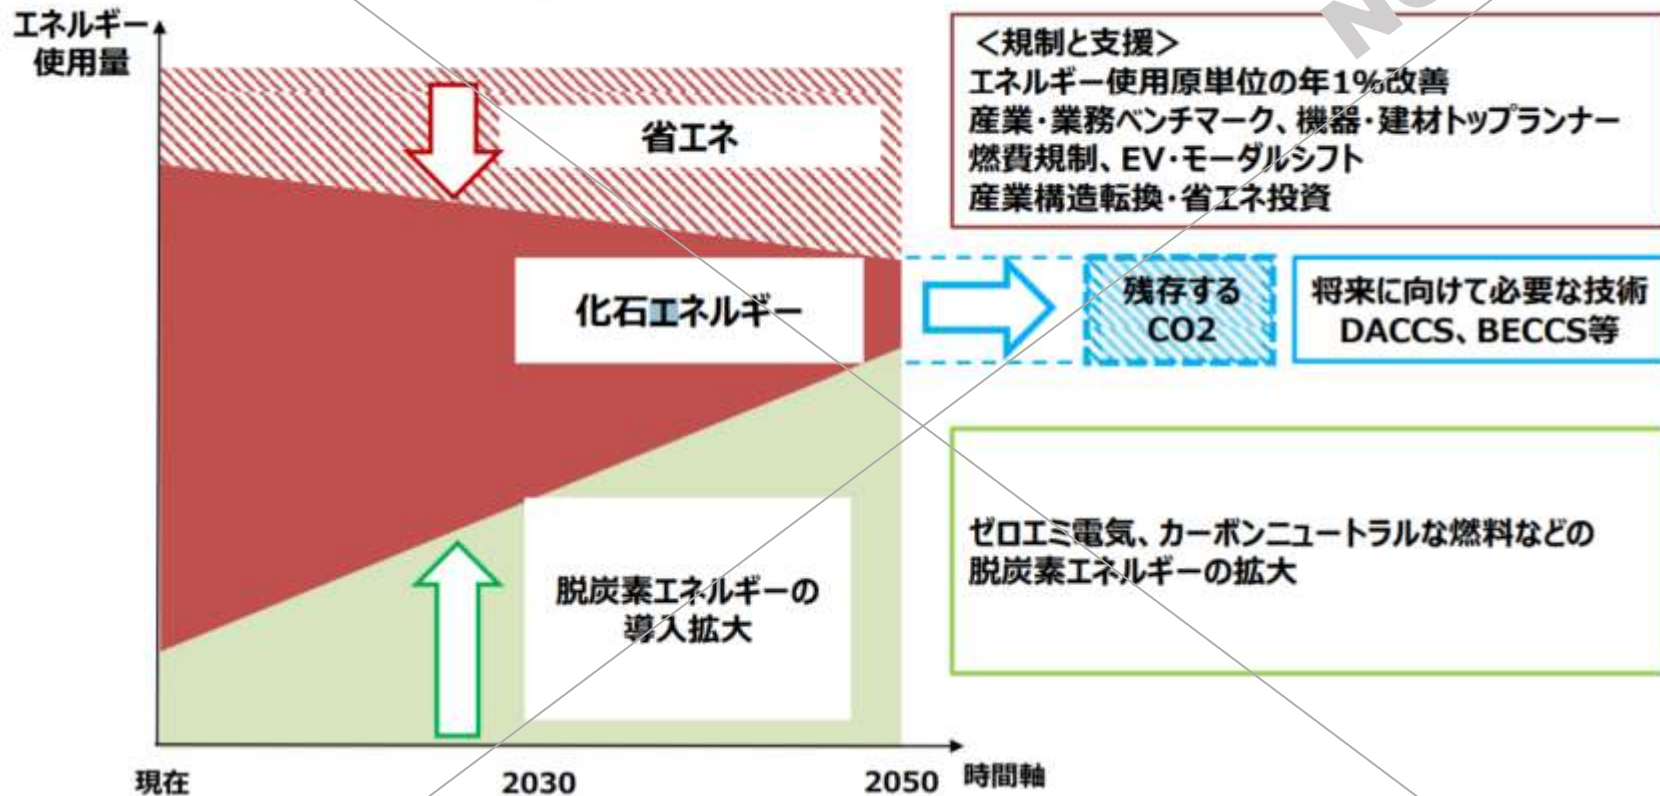 エネルギー
使用量
省エネ
化石エネルギー
脱炭素エネルギーの
導入拡大
現在
2030
2050
時間軸
＜規制と支援＞
エネルギー使用原単位の年1%改善
産業・業務ベンチマーク、機器・建材トップランナー
燃費規制、EV・モーダルシフト
産業構造転換・省エネ投資
残存する
CO2
将来に向けて必要な技術
DACCS、BECCS等
ゼロエミ電気、カーボンニュートラルな燃料などの
脱炭素エネルギーの拡大